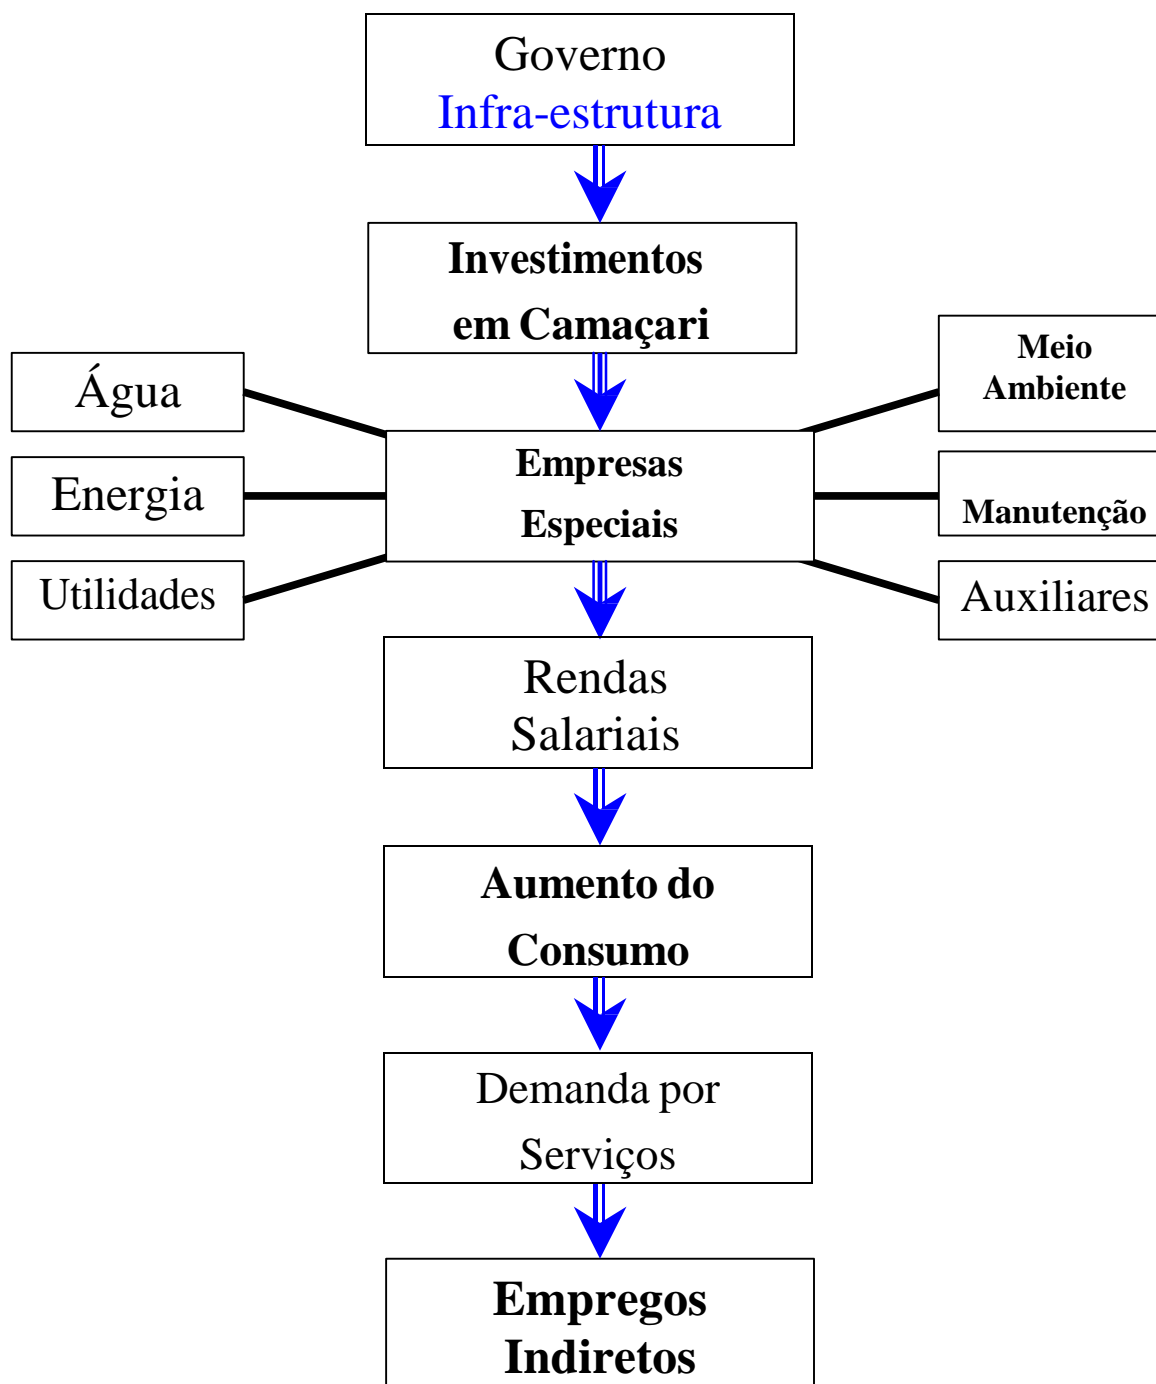 Governo
Infra-estrutura
Investimentos
em Camaçari
Meio
Ambiente
Água
Empresas
Especiais
Energia
Manutenção
Utilidades
Auxiliares
Rendas
Salariais
Aumento do
Consumo
Demanda por
Serviços
Empregos
Indiretos